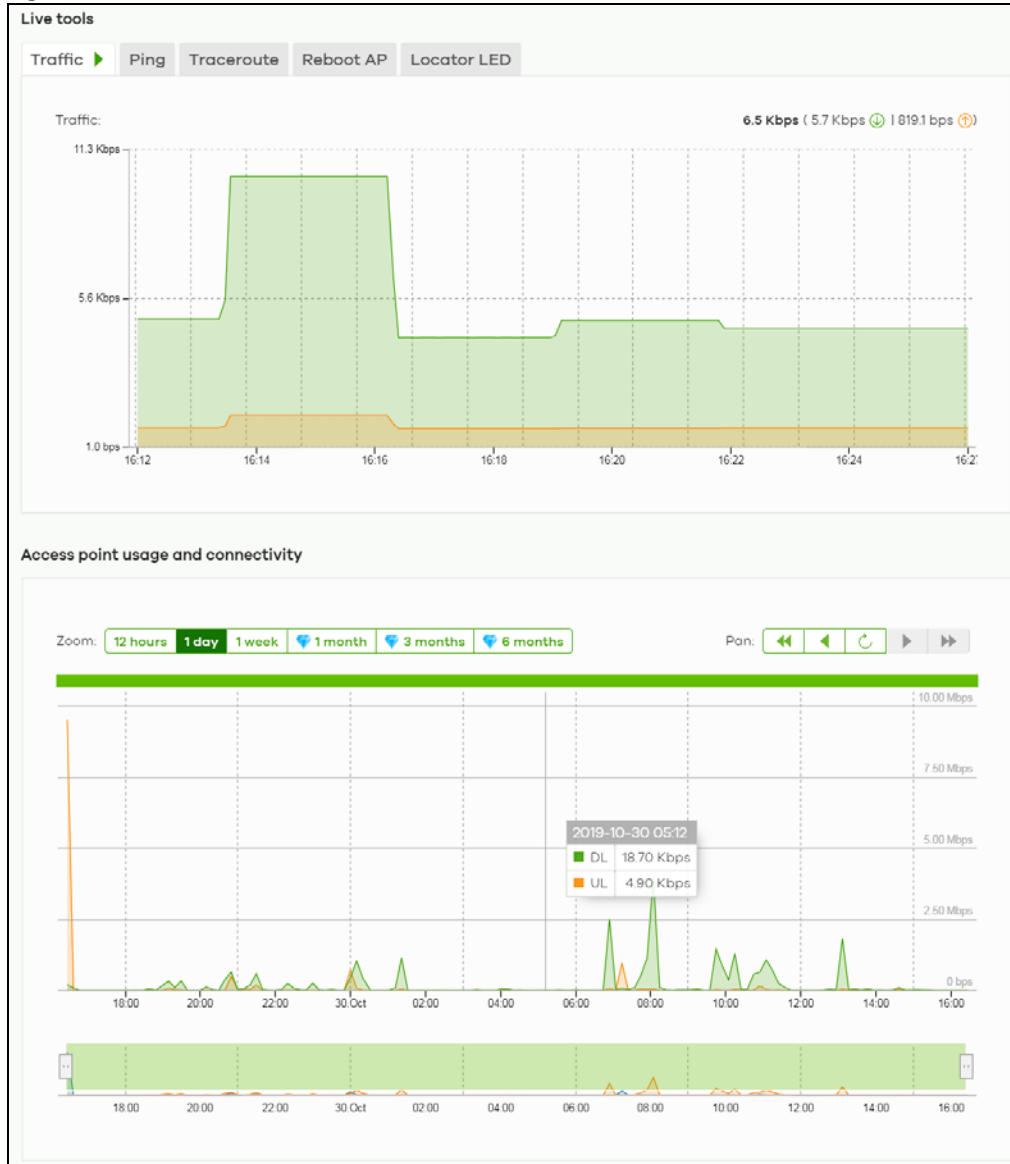 Live tools
Traffic Ping Traceroute Reboot AP Locator LED
Traffic: 6.5 Kbps ( 5.7 Kbps | 819.1 bps )
11.3 Kbps
5.6 Kbps
1.0 bps
16:12 16:14 16:16 16:18 16:20 16:22 16:24 16:2
Access point usage and connectivity
Zoom: 12 hours 1 day 1 week 1 month 3 months 6 months Pan:
10.00 Mbps
7.50 Mbps
2019-10-30 05:12
5.00 Mbps
DL 18.70 Kbps
UL 4.90 Kbps
2.50 Mbps
0 bps
18:00 20:00 22:00 30.Oct 02:00 04:00 06:00 08:00 10:00 12:00 14:00 16:00
18:00 20:00 22:00 30.Oct 02:00 04:00 06:00 08:00 10:00 12:00 14:00 16:00